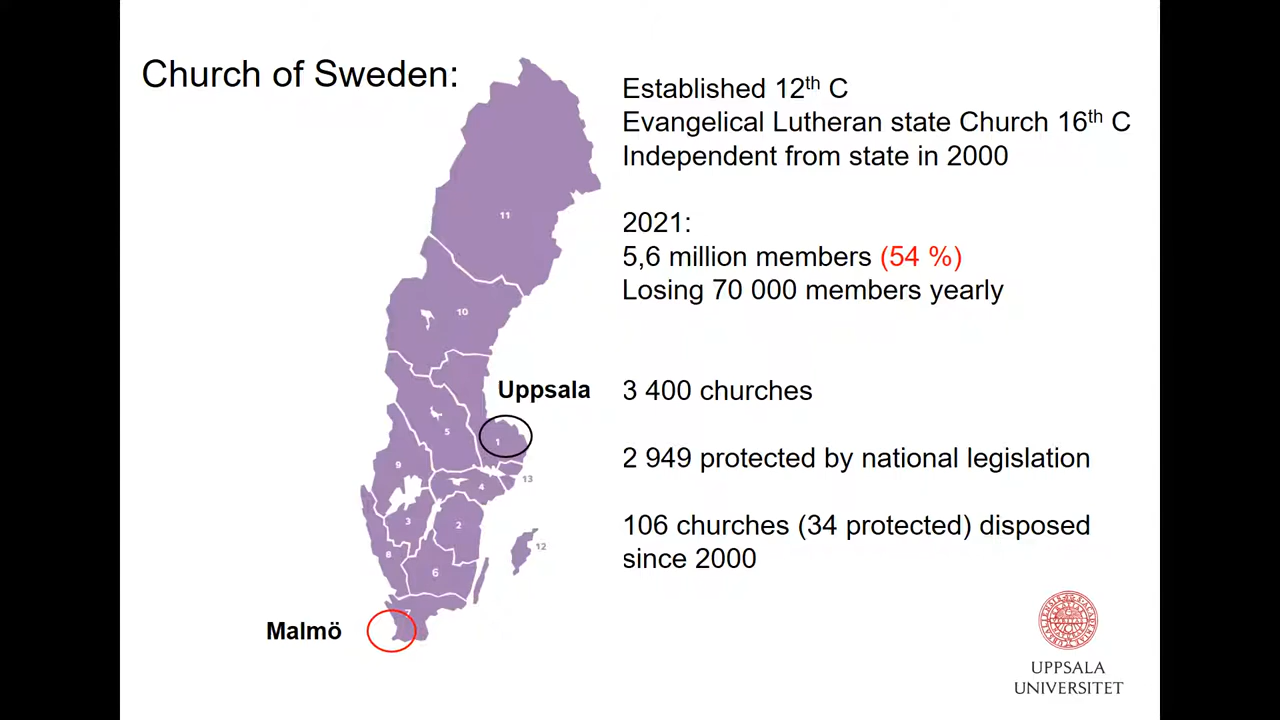 Church of Sweden:
Established 12th C
Evangelical Lutheran state Church 16th C
Independent from state in 2000
2021:
5,6 million members (54 %)
Losing 70 000 members yearly
3 400 churches
2 949 protected by national legislation
106 churches (34 protected) disposed
since 2000
11
10
Uppsala
5
1
9
13
4
3
2
12
8
6
7
Malmö
UPPSALA
UNIVERSITET